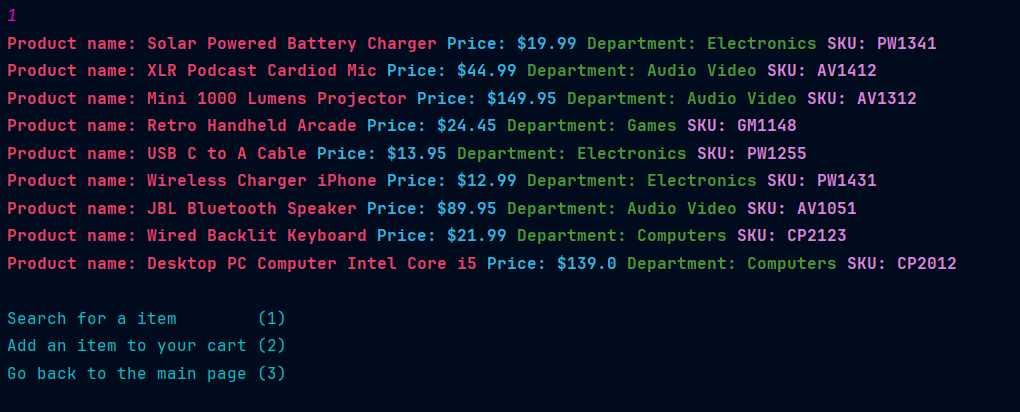 1
Product name: Solar Powered Battery Charger Price: $19.99 Department: Electronics SKU: PW1341
Product name: XLR Podcast Cardiod Mic Price: $44.99 Department: Audio Video SKU: AV1412
Product name: Mini 1000 Lumens Projector Price: $149.95 Department: Audio Video SKU: AV1312
Product name: Retro Handheld Arcade Price: $24.45 Department: Games SKU: GM1148
Product name: USB C to A Cable Price: $13.95 Department: Electronics SKU: PW1255
Product name: Wireless Charger iPhone Price: $12.99 Department: Electronics SKU: PW1431
Product name: JBL Bluetooth Speaker Price: $89.95 Department: Audio Video SKU: AV1051
Product name: Wired Backlit Keyboard Price: $21.99 Department: Computers SKU: CP2123
Product name: Desktop PC Computer Intel Core i5 Price: $139.0 Department: Computers SKU: CP2012
Search for a item        (1)
Add an item to your cart (2)
Go back to the main page (3)